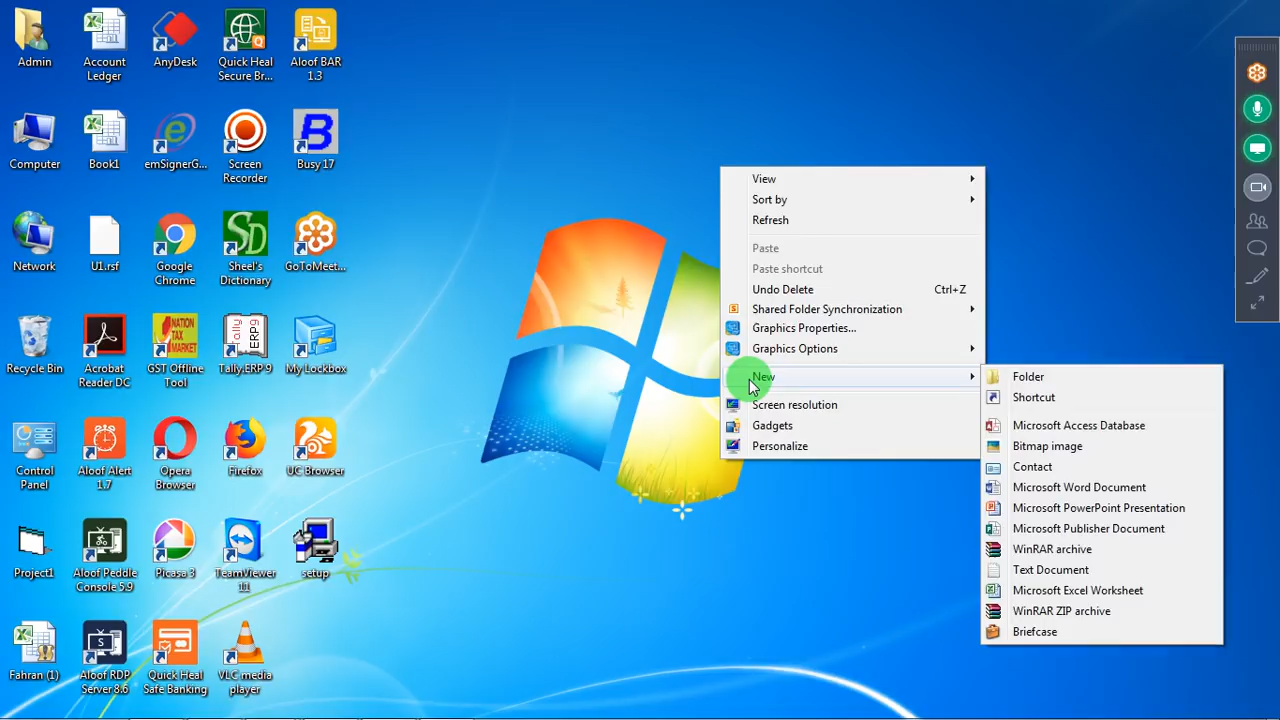 Admin
Account
Ledger
AnyDesk
Quick Heal
Secure Br...
Aloof BAR
1.3
Computer
Book1
emSignerG...
Screen
Recorder
Busy 17
Network
U1.rsf
Google
Chrome
Sheel's
Dictionary
GoToMeet...
Recycle Bin
Acrobat
Reader DC
NATION
TAX
MARKET
GST Offline
Tool
Tally
ERP9
Tally.ERP 9
My Lockbox
Control
Panel
Aloof Alert
1.7
Opera
Browser
Firefox
UC Browser
Project1
Aloof Peddle
Console 5.9
Picasa 3
TeamViewer
11
setup
Fahran (1)
Aloof RDP
Server 8.6
Quick Heal
Safe Banking
VLC media
player
View
Sort by
Refresh
Paste
Paste shortcut
Undo Delete Ctrl+Z
Shared Folder Synchronization
Graphics Properties...
Graphics Options
New
Screen resolution
Gadgets
Personalize
Folder
Shortcut
Microsoft Access Database
Bitmap image
Contact
Microsoft Word Document
Microsoft PowerPoint Presentation
Microsoft Publisher Document
WinRAR archive
Text Document
Microsoft Excel Worksheet
WinRAR ZIP archive
Briefcase